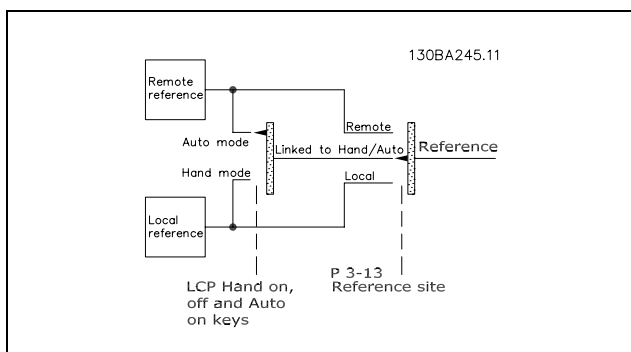 130BA245.11
Remote
reference
Remote
Auto mode
Linked to Hand/Auto
Reference
Hand mode
Local
Local
reference
P 3-13
Reference site
LCP Hand on,
off and Auto
on keys